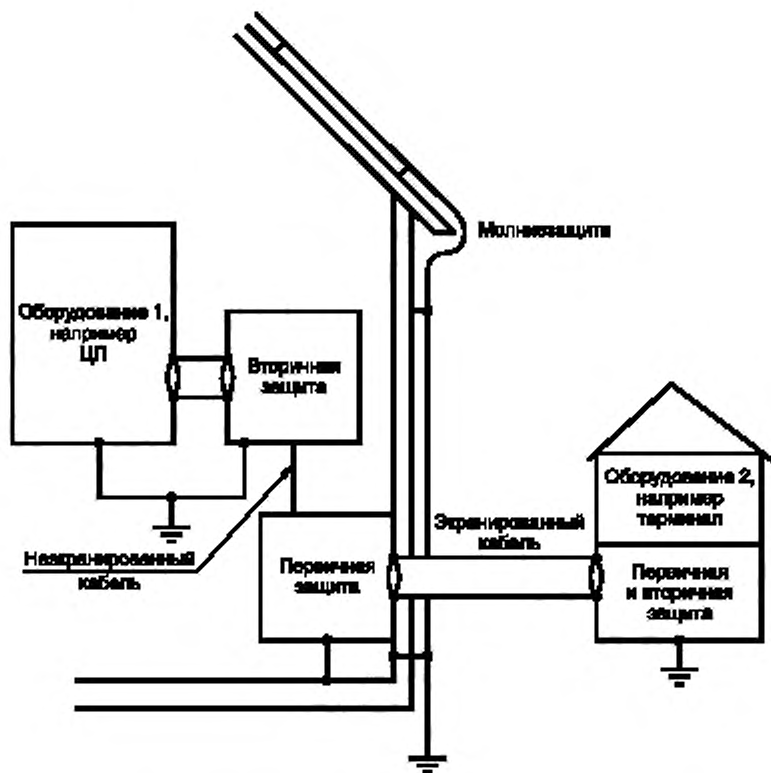 Молниезащита
Оборудование 1,
например
ЦП
Вторичная
защита
Оборудование 2,
например
терминал
Экранированный
кабель
Неэкранированный
кабель
Первичная
защита
Первичная
и вторичная
защита